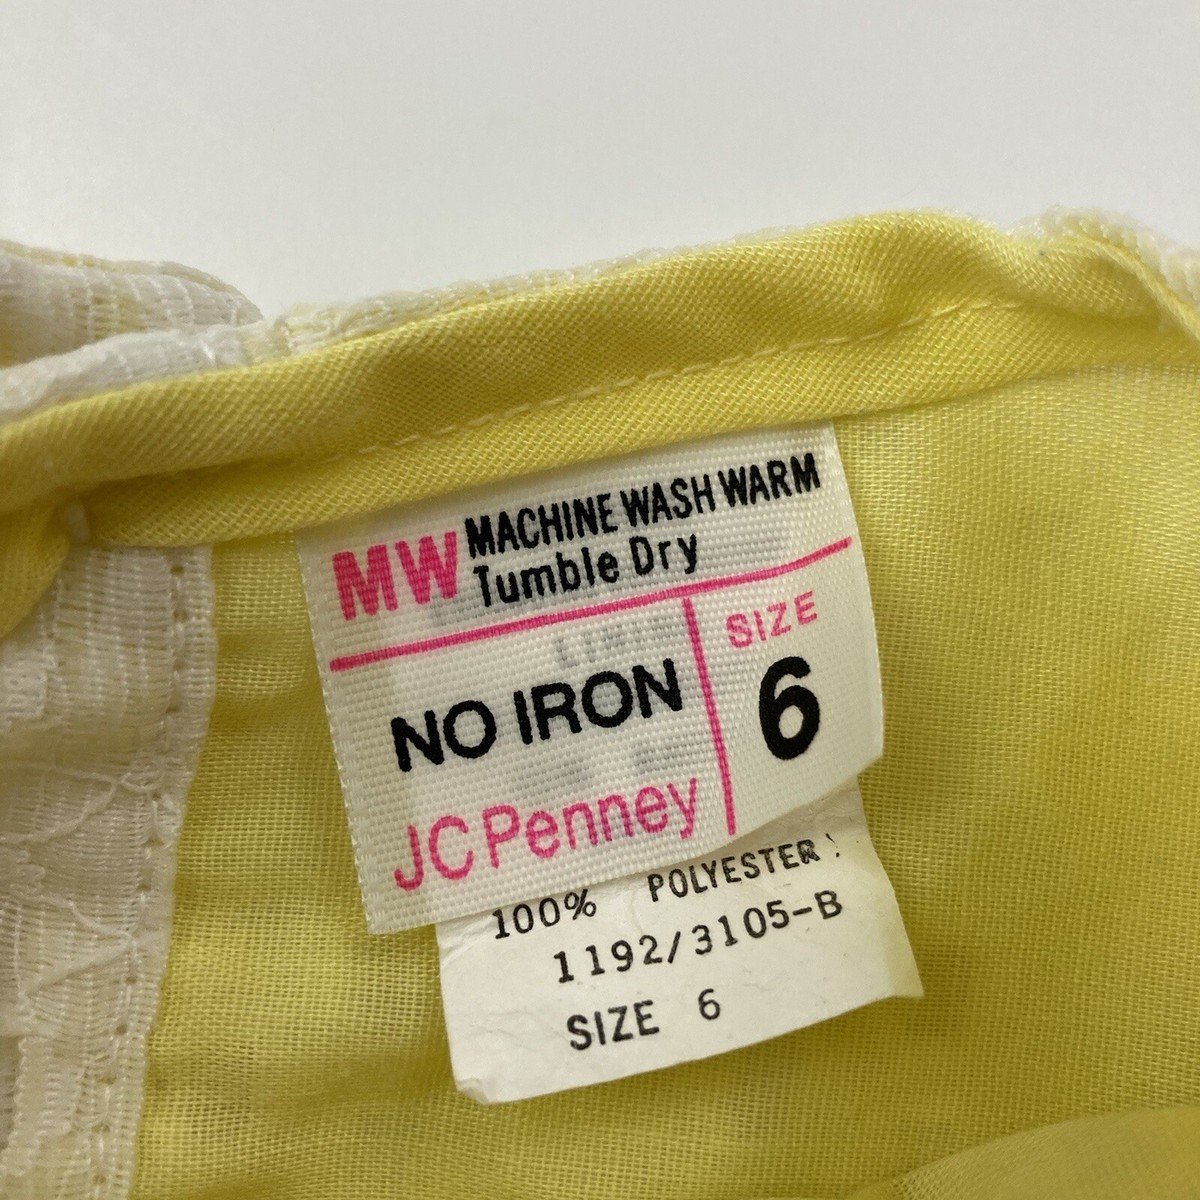 MW MACHINE WASH WARM
Tumble Dry
NO IRON
SIZE
6
JCPenney
100% POLYESTER
1192/3105-B
SIZE 6